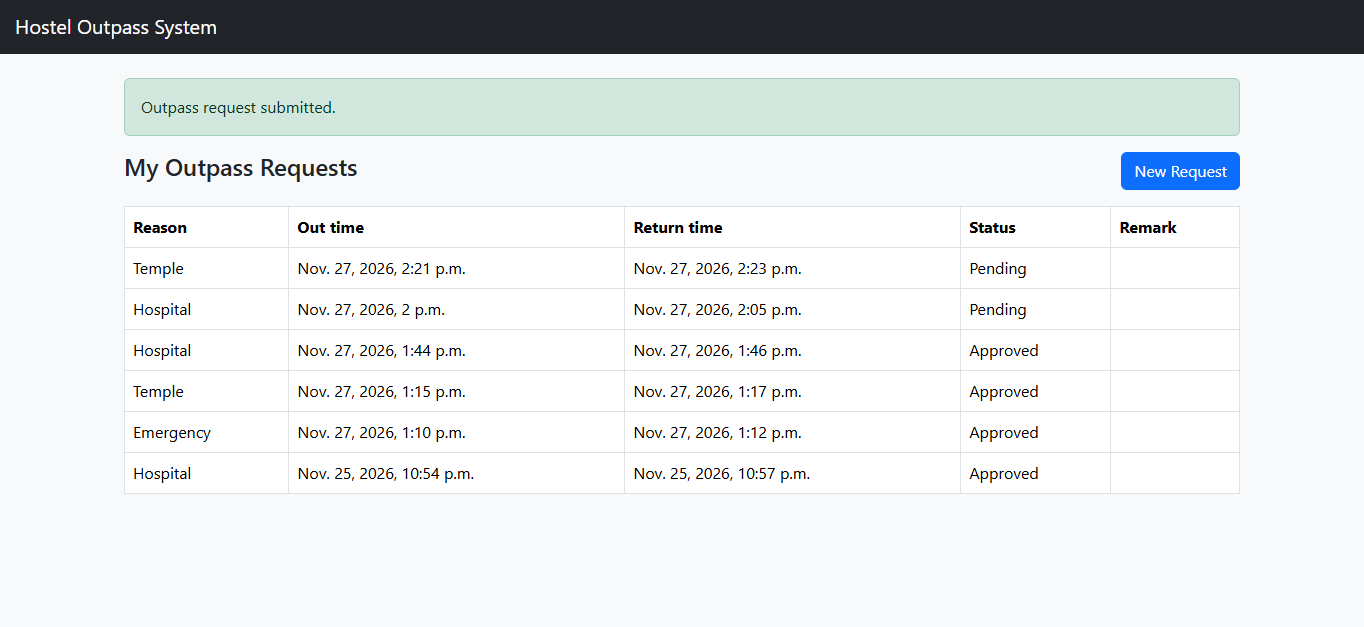 Hostel Outpass System
Outpass request submitted.
My Outpass Requests
New Request
Reason Out time Return time Status Remark
Temple Nov. 27, 2026, 2:21 p.m. Nov. 27, 2026, 2:23 p.m. Pending
Hospital Nov. 27, 2026, 2 p.m. Nov. 27, 2026, 2:05 p.m. Pending
Hospital Nov. 27, 2026, 1:44 p.m. Nov. 27, 2026, 1:46 p.m. Approved
Temple Nov. 27, 2026, 1:15 p.m. Nov. 27, 2026, 1:17 p.m. Approved
Emergency Nov. 27, 2026, 1:10 p.m. Nov. 27, 2026, 1:12 p.m. Approved
Hospital Nov. 25, 2026, 10:54 p.m. Nov. 25, 2026, 10:57 p.m. Approved